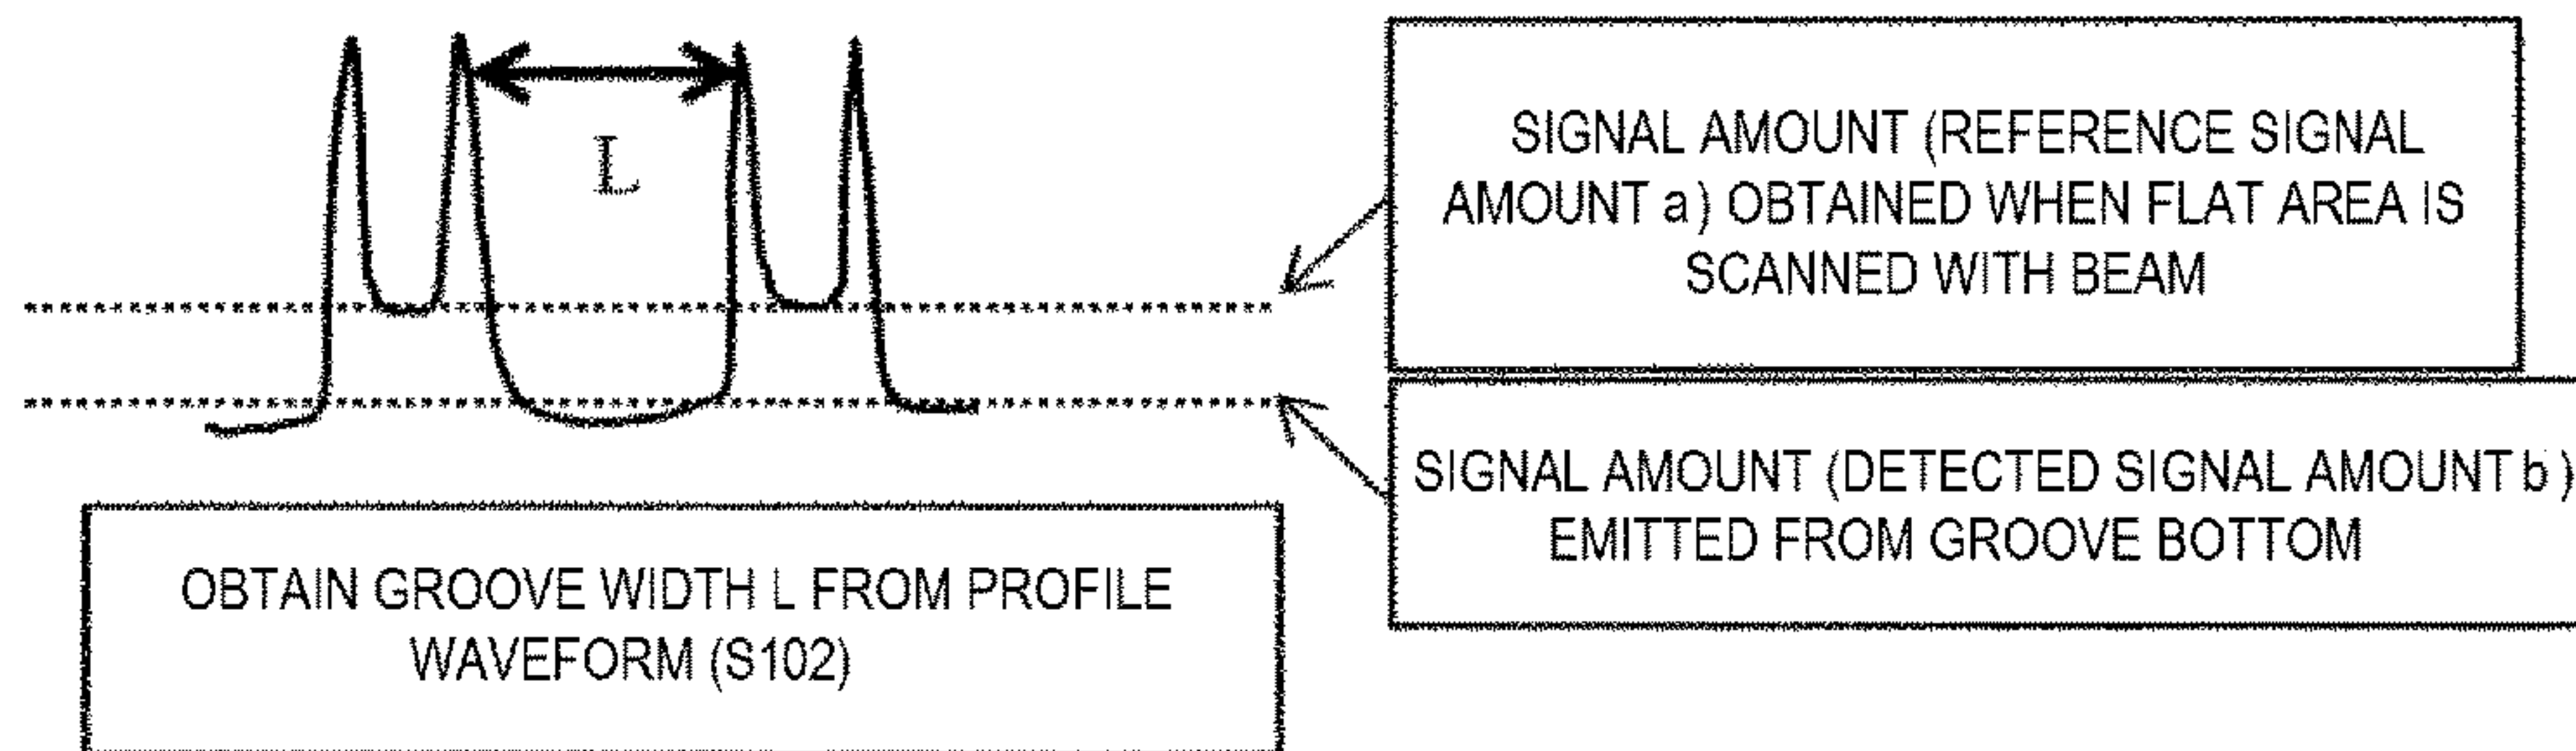 L
SIGNAL AMOUNT (REFERENCE SIGNAL
AMOUNT a) OBTAINED WHEN FLAT AREA IS
SCANNED WITH BEAM
SIGNAL AMOUNT (DETECTED SIGNAL AMOUNT b)
EMITTED FROM GROOVE BOTTOM
OBTAIN GROOVE WIDTH L FROM PROFILE
WAVEFORM (S102)